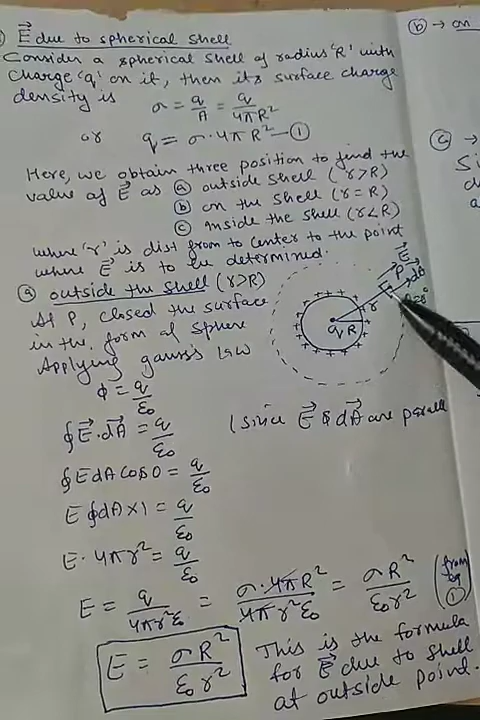 E⃗ due to spherical shell
Consider a spherical shell of radius 'R' with
charge 'q' on it, then its surface charge
density is
σ = q/A = q/4πR²
or q = σ·4πR² —①
Here, we obtain three position to find the
value of E⃗ as ⓐ outside shell (r>R)
ⓑ on the shell (r=R)
ⓒ inside the shell (r<R)
where 'r' is dist from to center to the point
where E⃗ is to be determined.
ⓐ outside the shell (r>R)
At P, closed the surface
in the form of sphere
Applying gauss's law
ϕ = q/ε₀
∮E⃗·dA⃗ = q/ε₀ (since E⃗ & dA⃗ are parall
∮EdA cos0 = q/ε₀
E∮dA×1 = q/ε₀
E·4πr² = q/ε₀
E = q/4πr²ε₀ = σ·4πR²/4πr²ε₀ = σR²/ε₀r² (from eq ①)
E = σR²/ε₀r²
This is the formula
for E⃗ due to shell
at outside point.
E⃗
P
dA⃗
r
q R
+++
ⓑ → on
ⓒ →